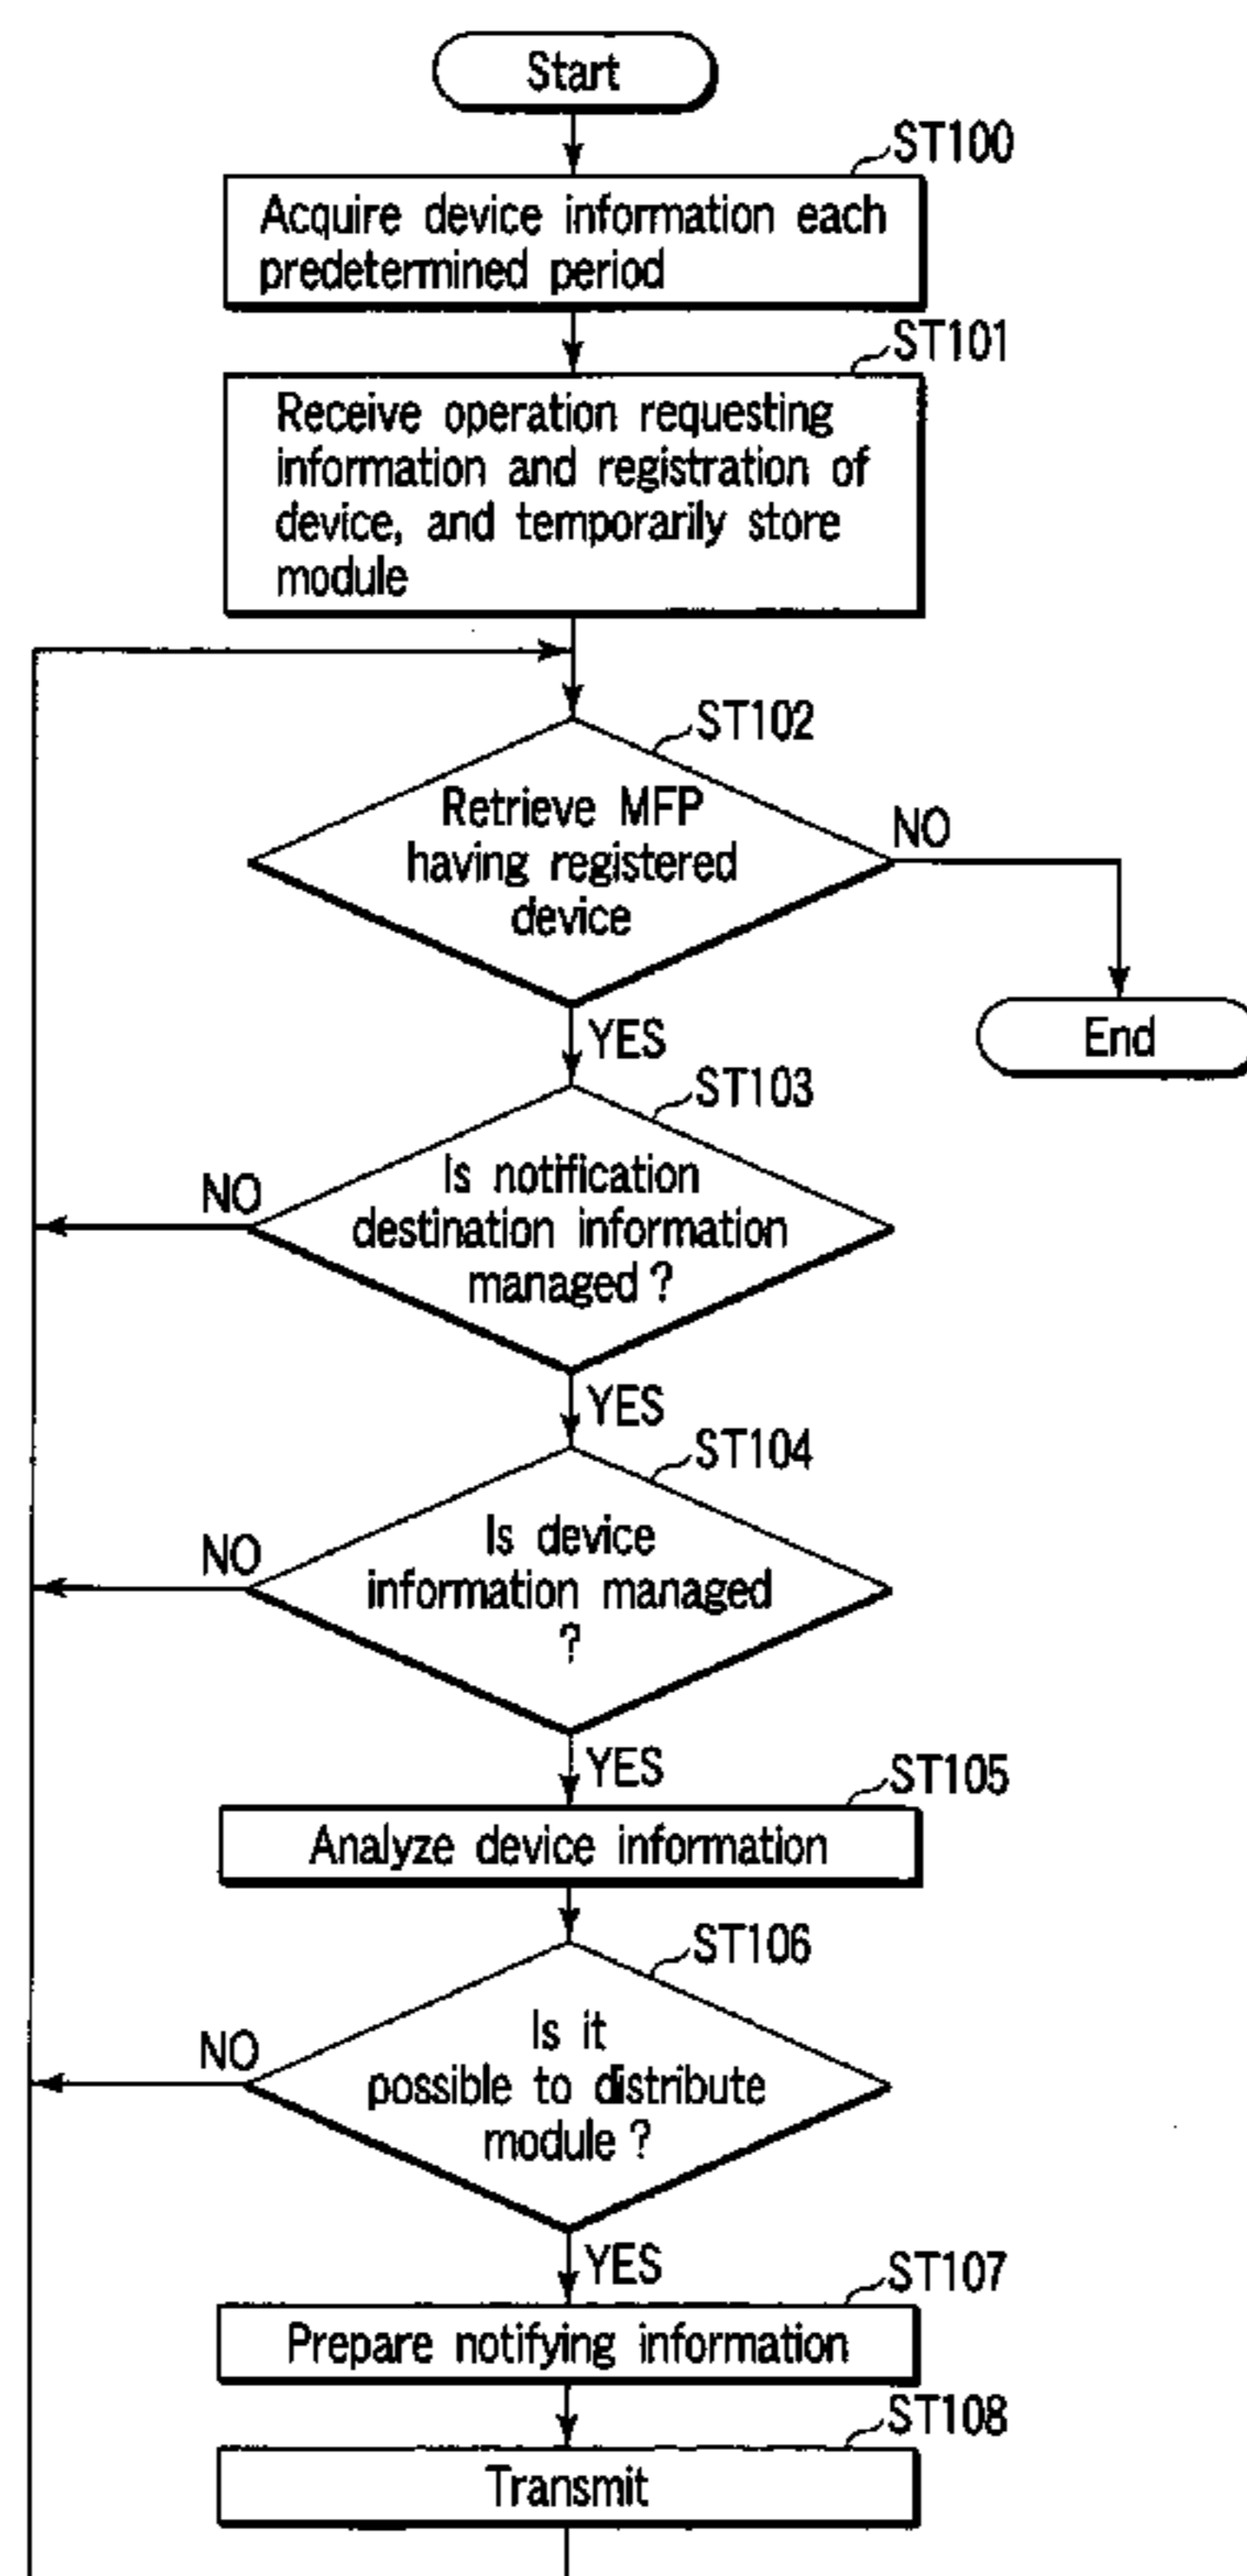 Start
ST100
Acquire device information each
predetermined period
ST101
Receive operation requesting
information and registration of
device, and temporarily store
module
ST102
Retrieve MFP
having registered
device
NO
YES
End
ST103
Is notification
destination information
managed ?
NO
YES
ST104
Is device
information managed
?
NO
YES
ST105
Analyze device information
ST106
Is it
possible to distribute
module ?
NO
YES
ST107
Prepare notifying information
ST108
Transmit